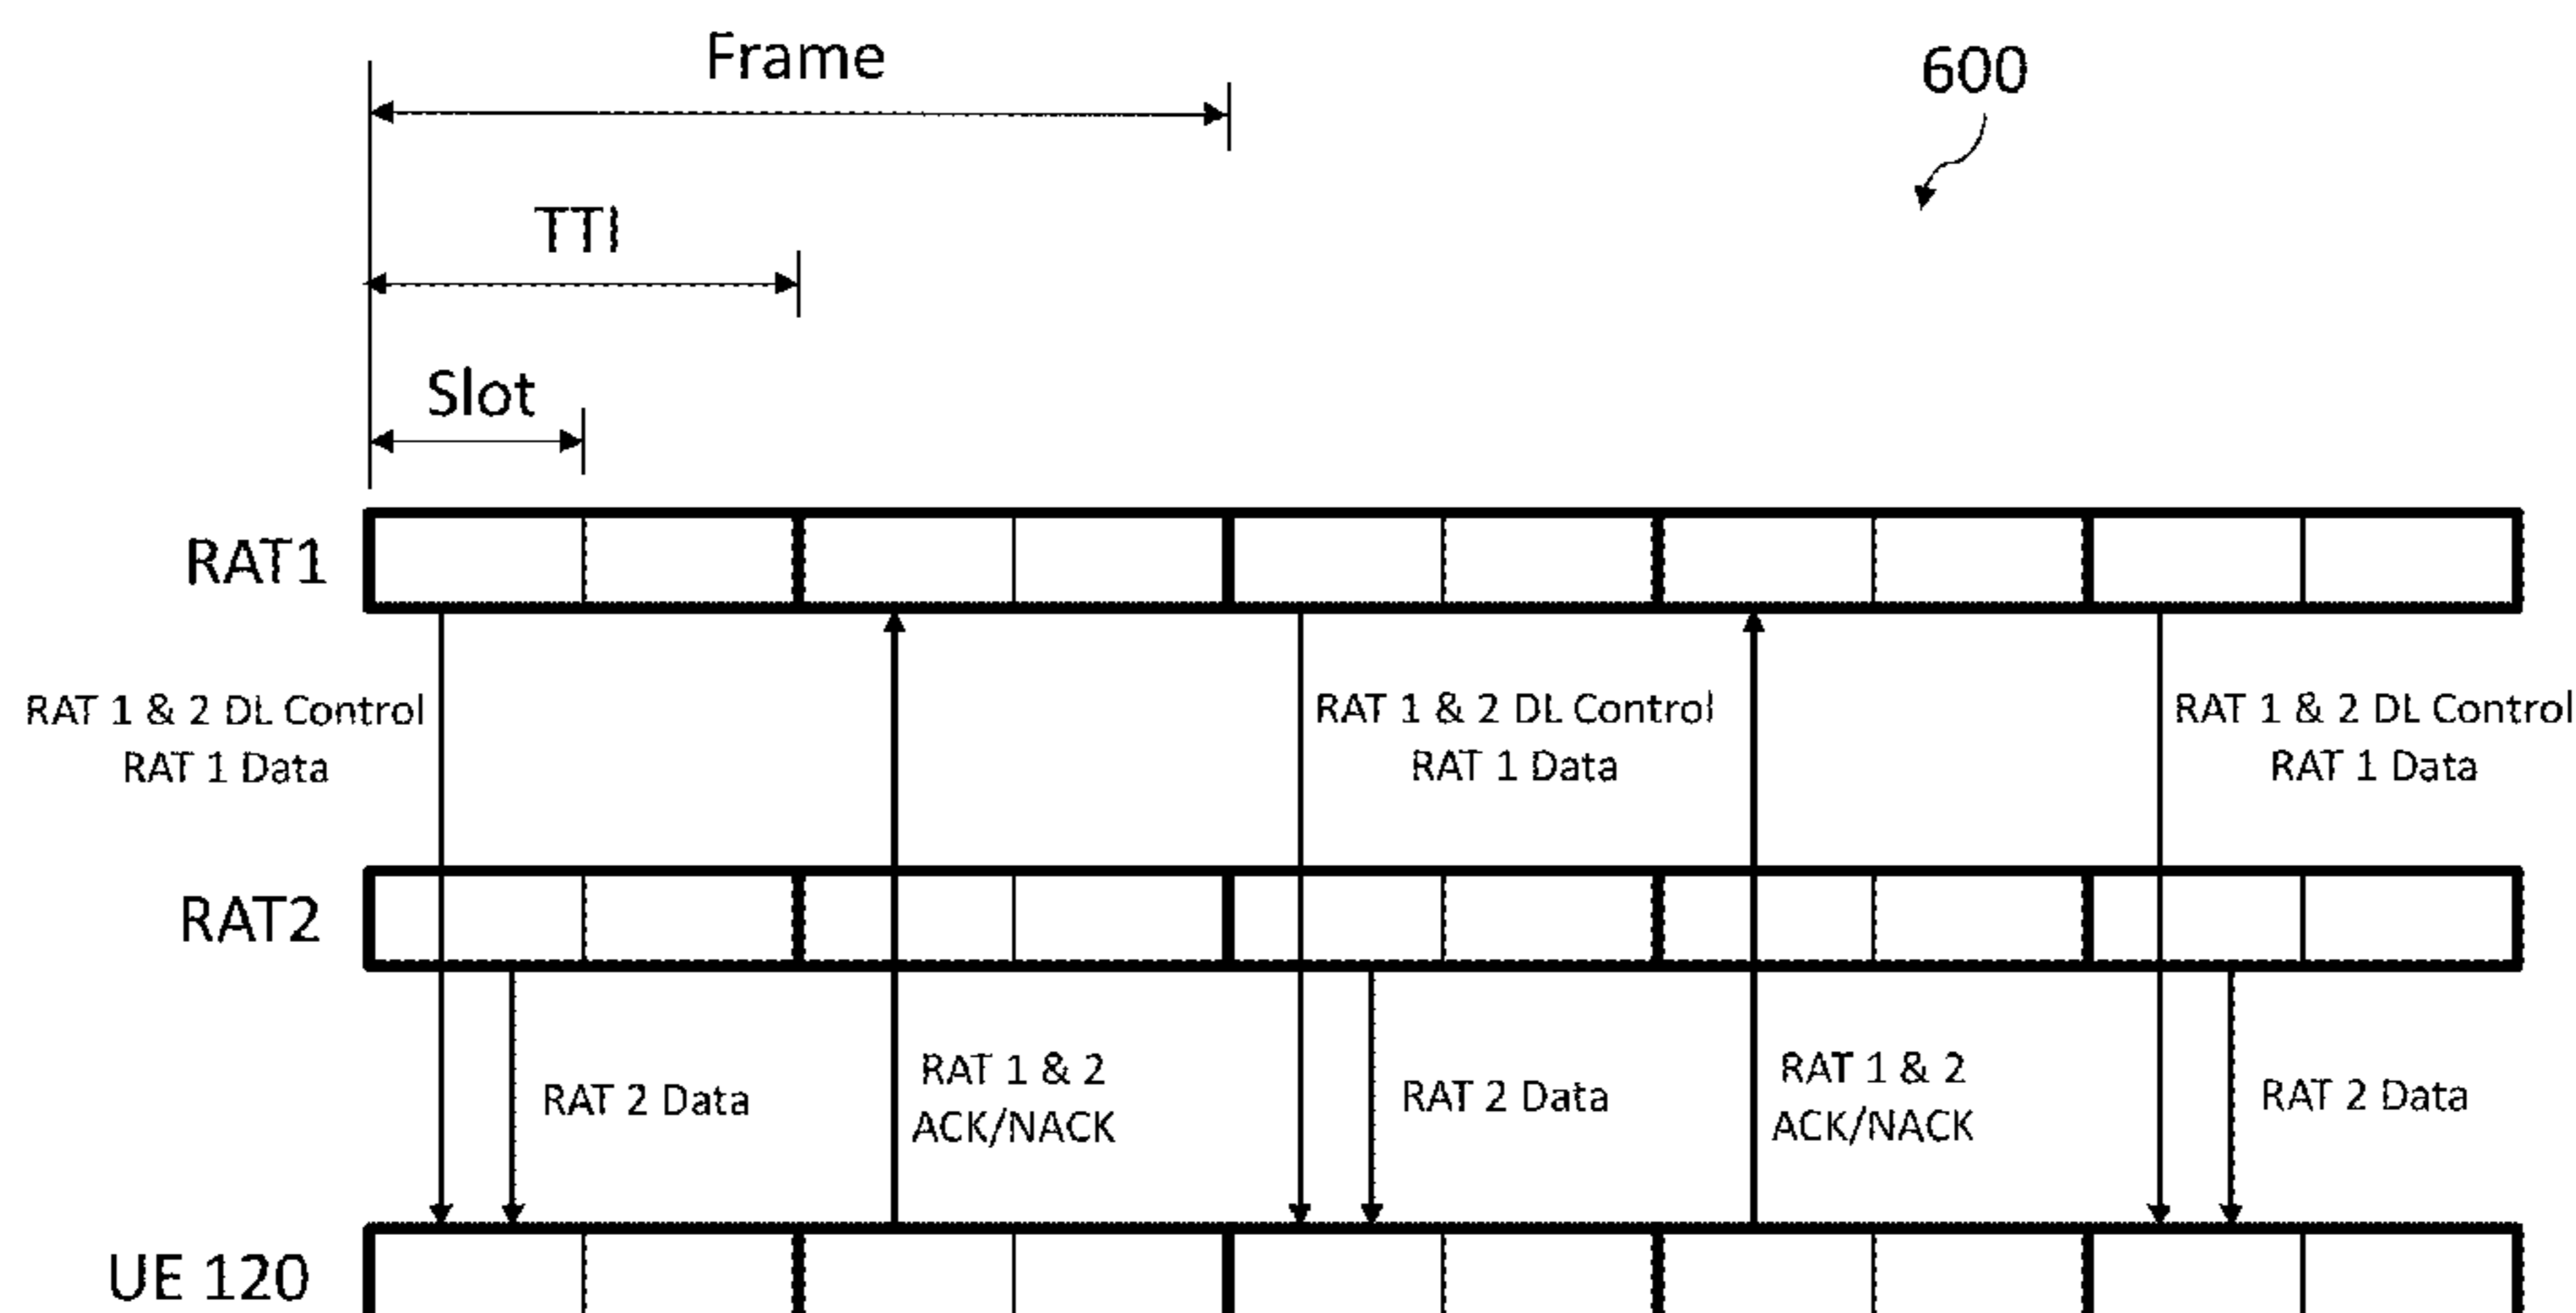 Frame
600
TTI
Slot
RAT1
RAT 1 & 2 DL Control
RAT 1 Data
RAT 1 & 2 DL Control
RAT 1 Data
RAT 1 & 2 DL Control
RAT 1 Data
RAT2
RAT 2 Data
RAT 1 & 2
ACK/NACK
RAT 2 Data
RAT 1 & 2
ACK/NACK
RAT 2 Data
UE 120